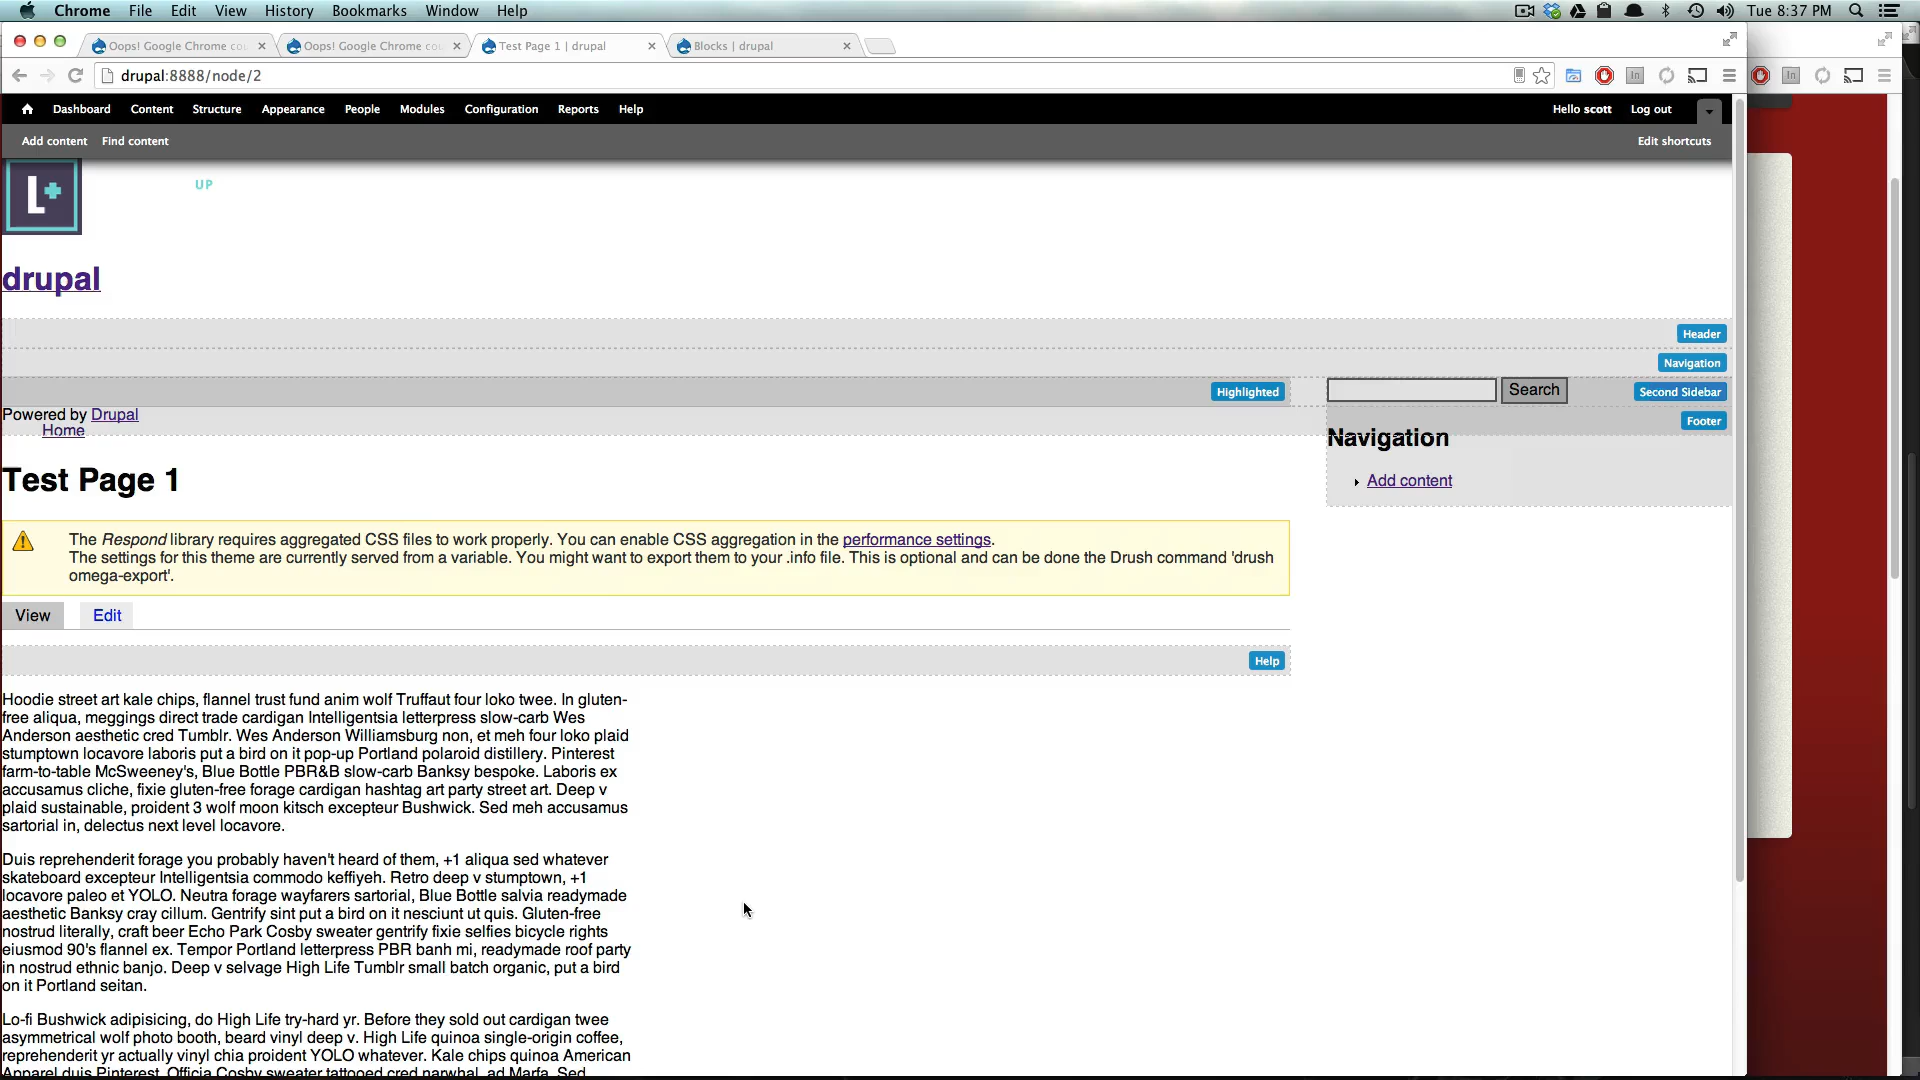 Chrome File Edit View History Bookmarks Window Help Tue 8:37 PM
Oops! Google Chrome cou Oops! Google Chrome cou Test Page 1 | drupal Blocks | drupal
drupal:8888/node/2
Dashboard Content Structure Appearance People Modules Configuration Reports Help Hello scott Log out
Add content Find content Edit shortcuts
L+ UP
drupal
Header
Navigation
Highlighted Search Second Sidebar
Powered by Drupal Footer
Home
Navigation
Add content
Test Page 1
The Respond library requires aggregated CSS files to work properly. You can enable CSS aggregation in the performance settings.
The settings for this theme are currently served from a variable. You might want to export them to your .info file. This is optional and can be done the Drush command 'drush
omega-export'.
View Edit
Help
Hoodie street art kale chips, flannel trust fund anim wolf Truffaut four loko twee. In gluten-
free aliqua, meggings direct trade cardigan Intelligentsia letterpress slow-carb Wes
Anderson aesthetic cred Tumblr. Wes Anderson Williamsburg non, et meh four loko plaid
stumptown locavore laboris put a bird on it pop-up Portland polaroid distillery. Pinterest
farm-to-table McSweeney's, Blue Bottle PBR&B slow-carb Banksy bespoke. Laboris ex
accusamus cliche, fixie gluten-free forage cardigan hashtag art party street art. Deep v
plaid sustainable, proident 3 wolf moon kitsch excepteur Bushwick. Sed meh accusamus
sartorial in, delectus next level locavore.
Duis reprehenderit forage you probably haven't heard of them, +1 aliqua sed whatever
skateboard excepteur Intelligentsia commodo keffiyeh. Retro deep v stumptown, +1
locavore paleo et YOLO. Neutra forage wayfarers sartorial, Blue Bottle salvia readymade
aesthetic Banksy cray cillum. Gentrify sint put a bird on it nesciunt ut quis. Gluten-free
nostrud literally, craft beer Echo Park Cosby sweater gentrify fixie selfies bicycle rights
eiusmod 90's flannel ex. Tempor Portland letterpress PBR banh mi, readymade roof party
in nostrud ethnic banjo. Deep v selvage High Life Tumblr small batch organic, put a bird
on it Portland seitan.
Lo-fi Bushwick adipisicing, do High Life try-hard yr. Before they sold out cardigan twee
asymmetrical wolf photo booth, beard vinyl deep v. High Life quinoa single-origin coffee,
reprehenderit yr actually vinyl chia proident YOLO whatever. Kale chips quinoa American
Apparel duis Pinterest. Officia Cosby sweater tattooed cred narwhal, ad Marfa. Sed